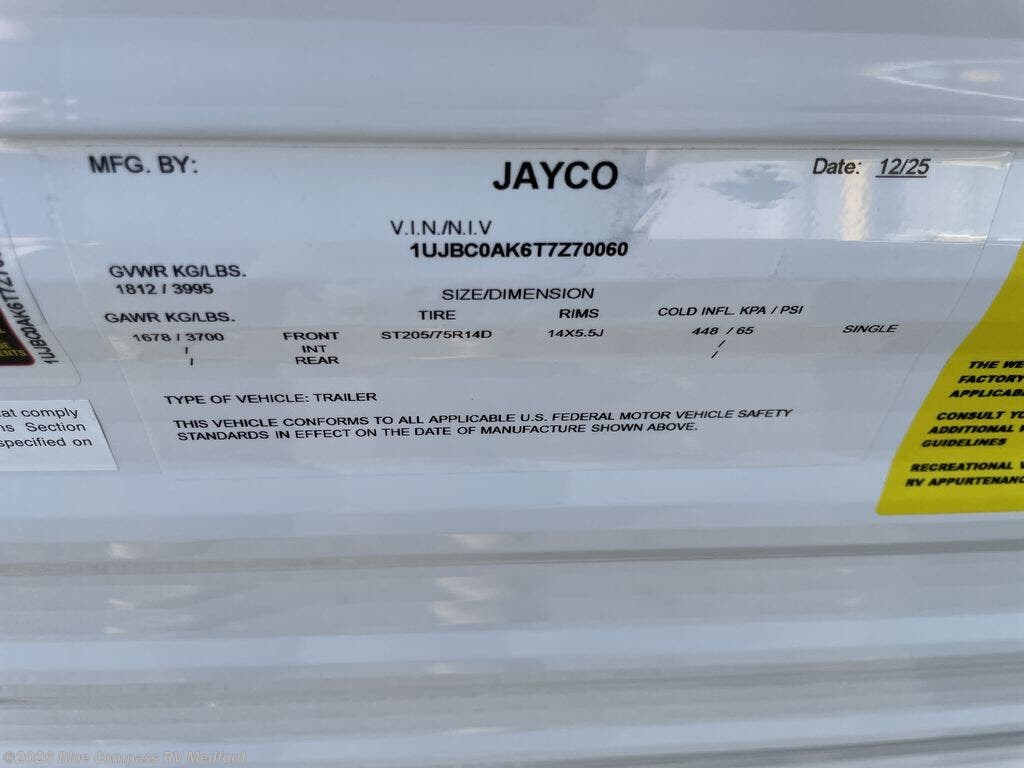 MFG. BY:
JAYCO
Date: 12/25
V.I.N./N.I.V
1UJBC0AK6T7Z70060
GVWR KG/LBS.
1812 / 3995
SIZE/DIMENSION
GAWR KG/LBS. TIRE RIMS COLD INFL. KPA / PSI
1678 / 3700 FRONT ST205/75R14D 14X5.5J 448 / 65 SINGLE
/ INT /
/ REAR
TYPE OF VEHICLE: TRAILER
THIS VEHICLE CONFORMS TO ALL APPLICABLE U.S. FEDERAL MOTOR VEHICLE SAFETY
STANDARDS IN EFFECT ON THE DATE OF MANUFACTURE SHOWN ABOVE.
comply
Section
specified on
THE
FACTORY
CONSULT
ADDITIONAL
GUIDELINES
RECREATIONAL
RV
©2026 Blue Compass RV Medford